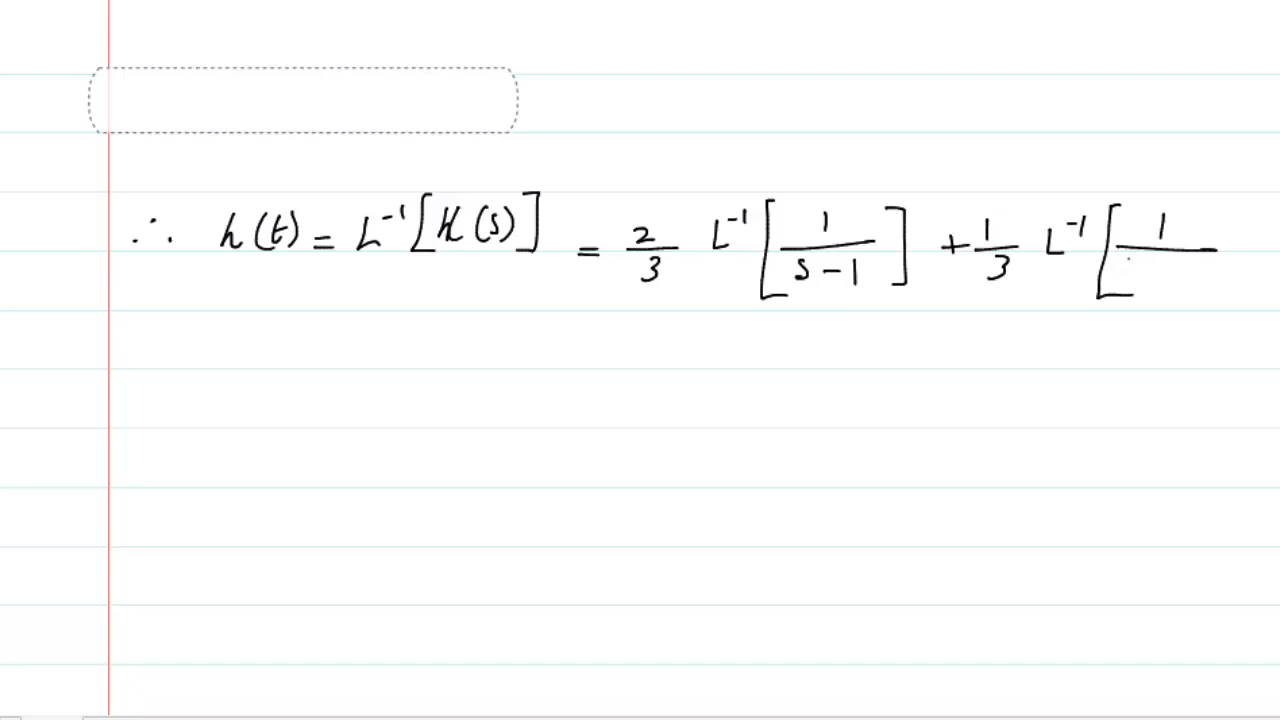 ∴ h(t) = L⁻¹[H(s)] = 2/3 L⁻¹[1/(s-1)] + 1/3 L⁻¹[1/